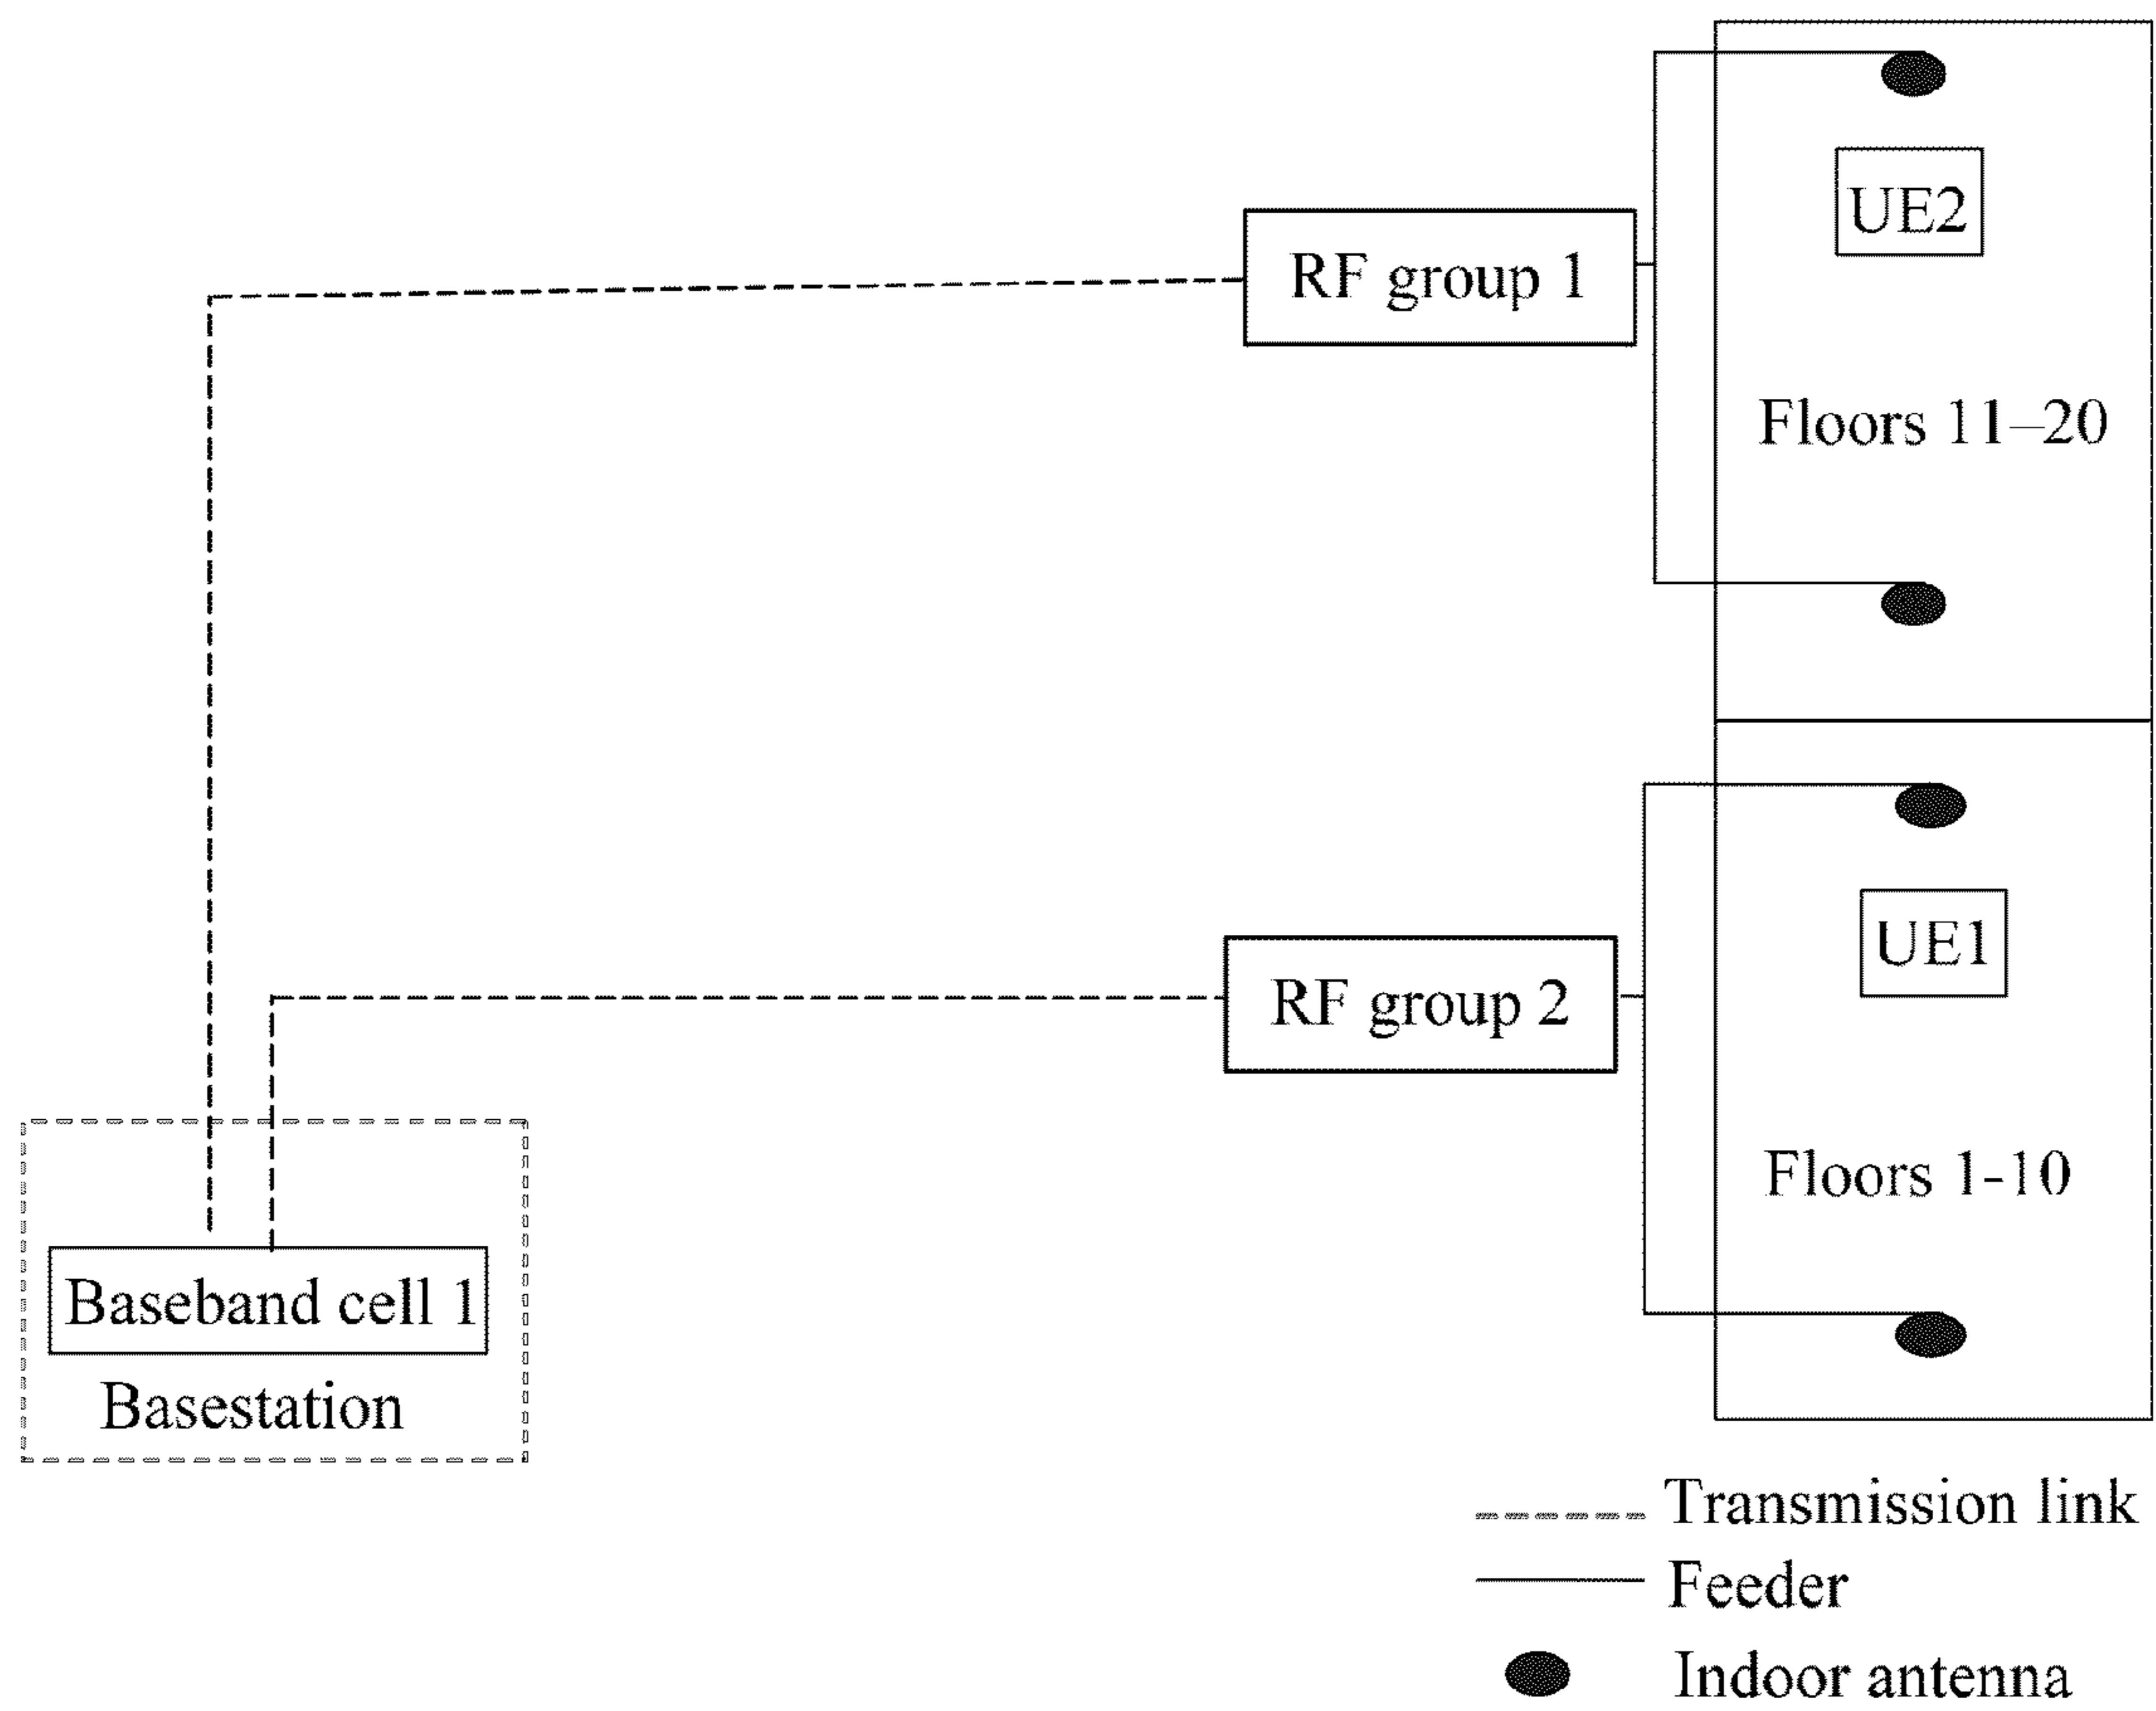 UE2
RF group 1
Floors 11–20
UE1
RF group 2
Floors 1-10
Baseband cell 1
Basestation
Transmission link
Feeder
Indoor antenna